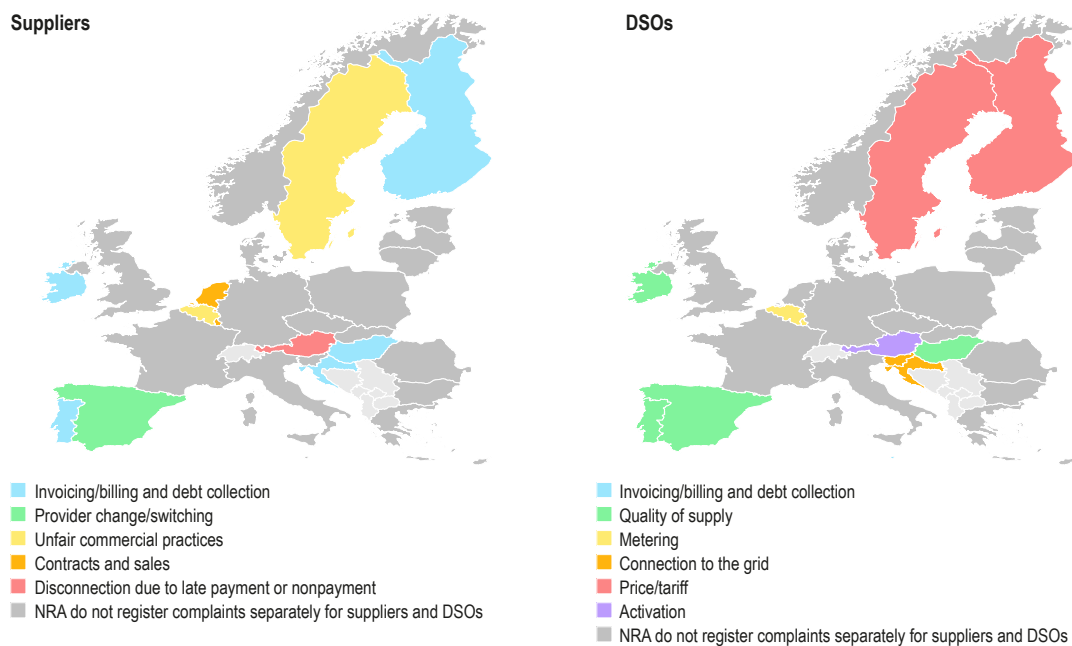 Suppliers
Invoicing/billing and debt collection
Provider change/switching
Unfair commercial practices
Contracts and sales
Disconnection due to late payment or nonpayment
NRA do not register complaints separately for suppliers and DSOs
DSOs
Invoicing/billing and debt collection
Quality of supply
Metering
Connection to the grid
Price/tariff
Activation
NRA do not register complaints separately for suppliers and DSOs